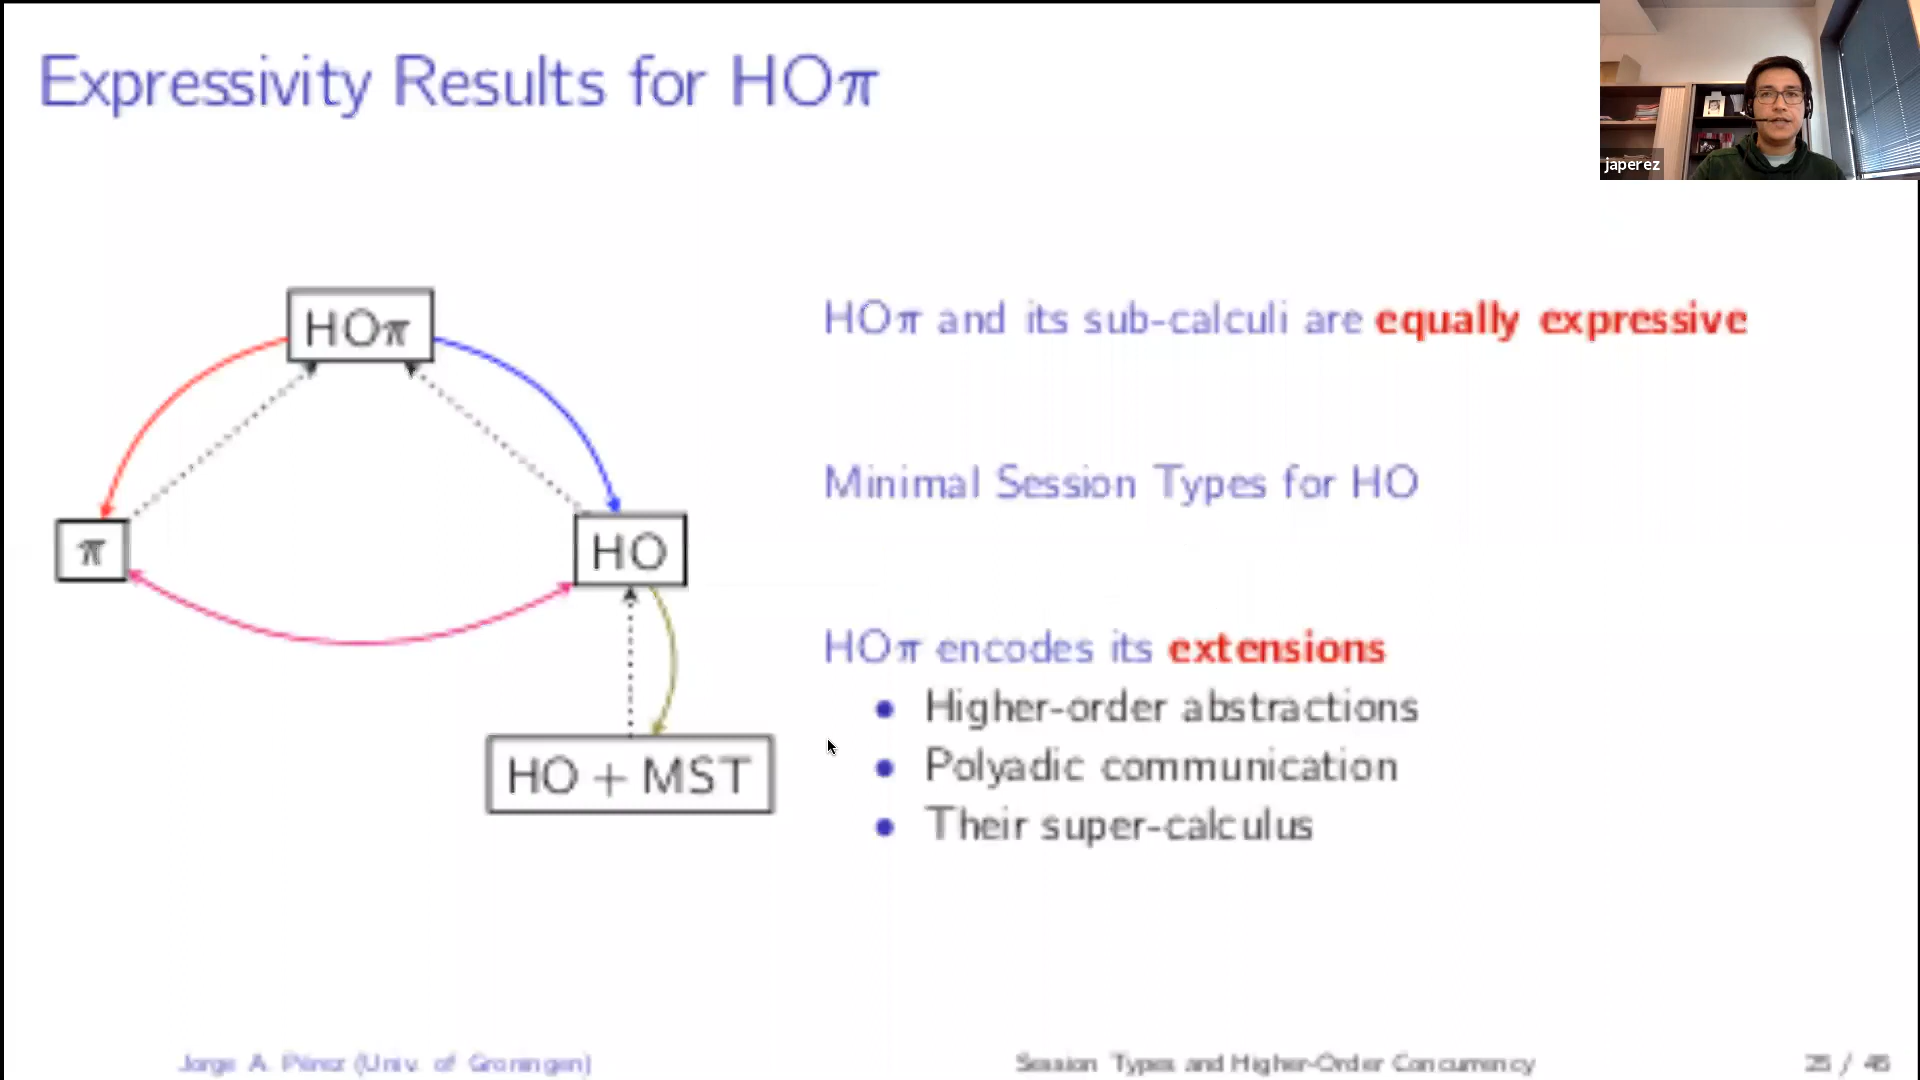 Expressivity Results for HOπ
japerez
HOπ
HOπ and its sub-calculi are equally expressive
Minimal Session Types for HO
π
HO
HOπ encodes its extensions
• Higher-order abstractions
• Polyadic communication
• Their super-calculus
HO + MST
Jorge A. Pérez (Univ. of Groningen)
Session Types and Higher-Order Concurrency